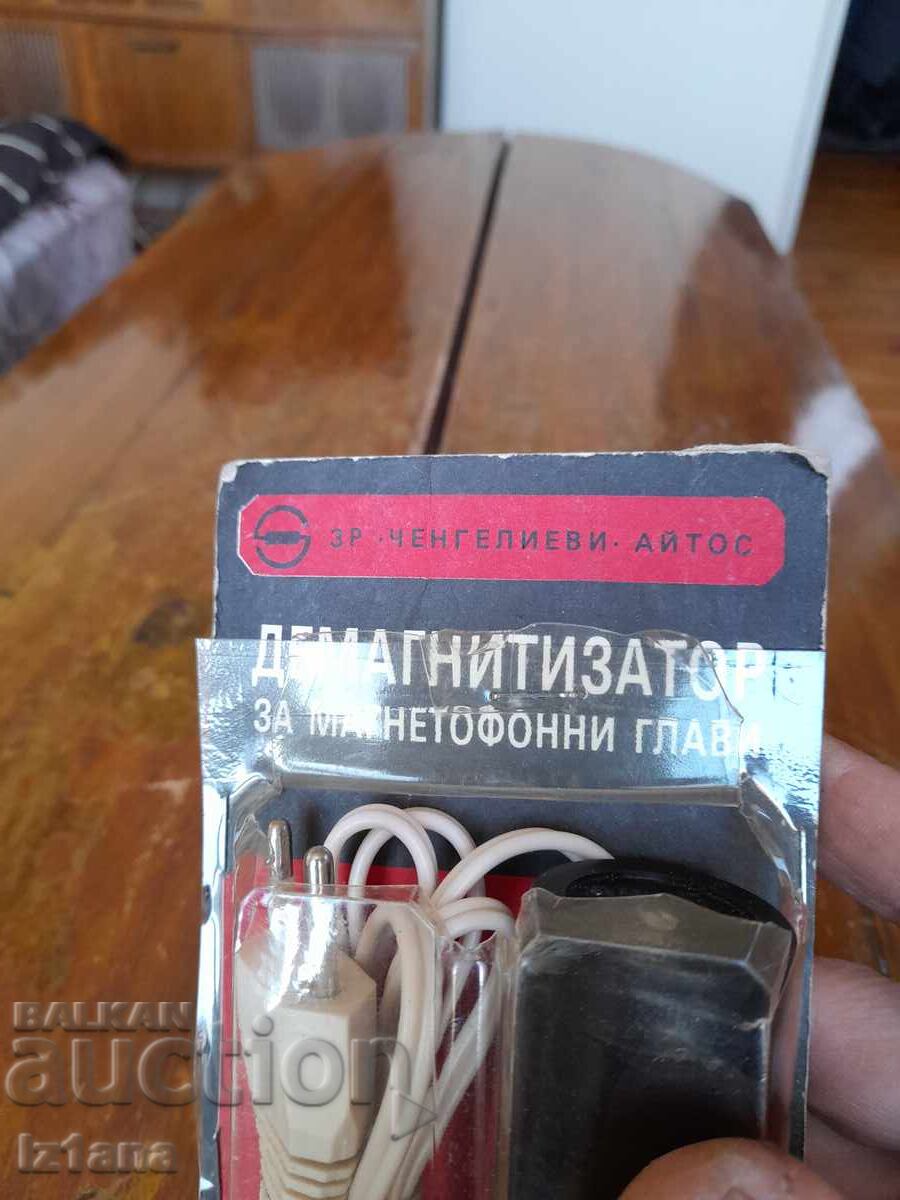 ЗР · ЧЕНГЕЛИЕВИ · АЙТОС
ДЕМАГНИТИЗАТОР
ЗА МАГНЕТОФОННИ ГЛАВИ
BALKAN
auction
iz1ana